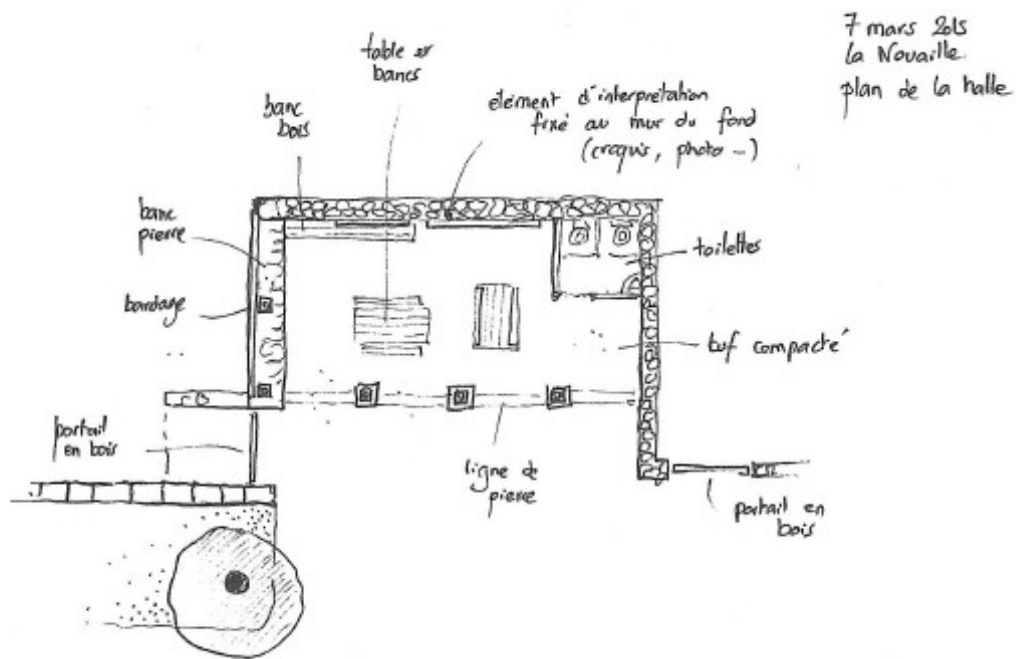 7 mars 2015
la Nouaille.
plan de la halle
table et
bancs
banc
bois
élément d'interprétation
fixé au mur du fond
(croquis, photo ...)
banc
pierre
toilettes
bardage
tuf compacté
portail
en bois
ligne de
pierre
portail en
bois